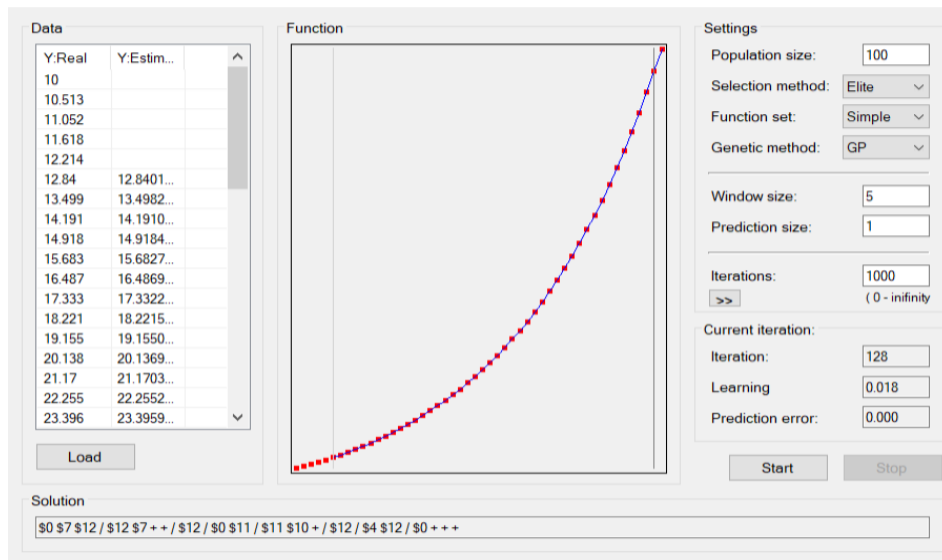 Data
Y:Real Y:Estim...
10
10.513
11.052
11.618
12.214
12.84 12.8401...
13.499 13.4982...
14.191 14.1910...
14.918 14.9184...
15.683 15.6827...
16.487 16.4869...
17.333 17.3322...
18.221 18.2215...
19.155 19.1550...
20.138 20.1369...
21.17 21.1703...
22.255 22.2552...
23.396 23.3959...
Load
Function
Settings
Population size: 100
Selection method: Elite
Function set: Simple
Genetic method: GP
Window size: 5
Prediction size: 1
Iterations: 1000
>> ( 0 - inifinity
Current iteration:
Iteration: 128
Learning 0.018
Prediction error: 0.000
Start Stop
Solution
$0 $7 $12 / $12 $7 + + / $12 / $0 $11 / $11 $10 + / $12 / $4 $12 / $0 + + +